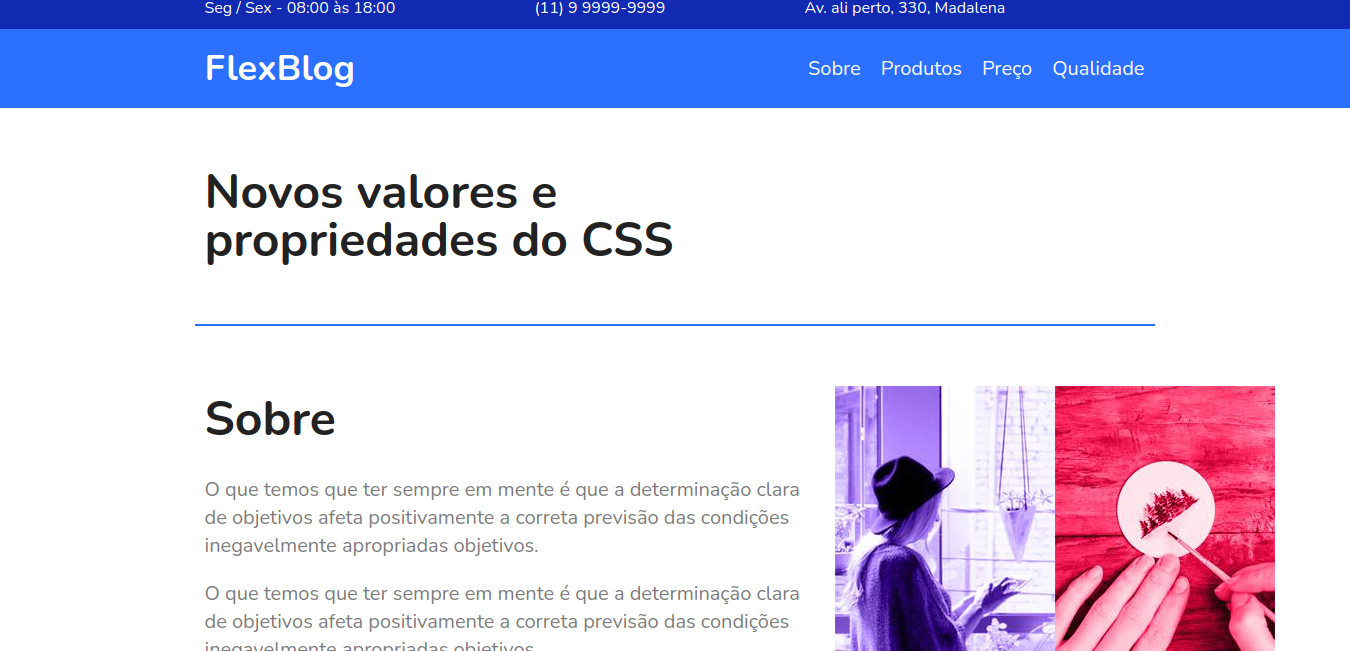 Seg / Sex - 08:00 às 18:00
(11) 9 9999-9999
Av. ali perto, 330, Madalena
FlexBlog
Sobre
Produtos
Preço
Qualidade
Novos valores e
propriedades do CSS
Sobre
O que temos que ter sempre em mente é que a determinação clara
de objetivos afeta positivamente a correta previsão das condições
inegavelmente apropriadas objetivos.
O que temos que ter sempre em mente é que a determinação clara
de objetivos afeta positivamente a correta previsão das condições
inegavelmente apropriadas objetivos.